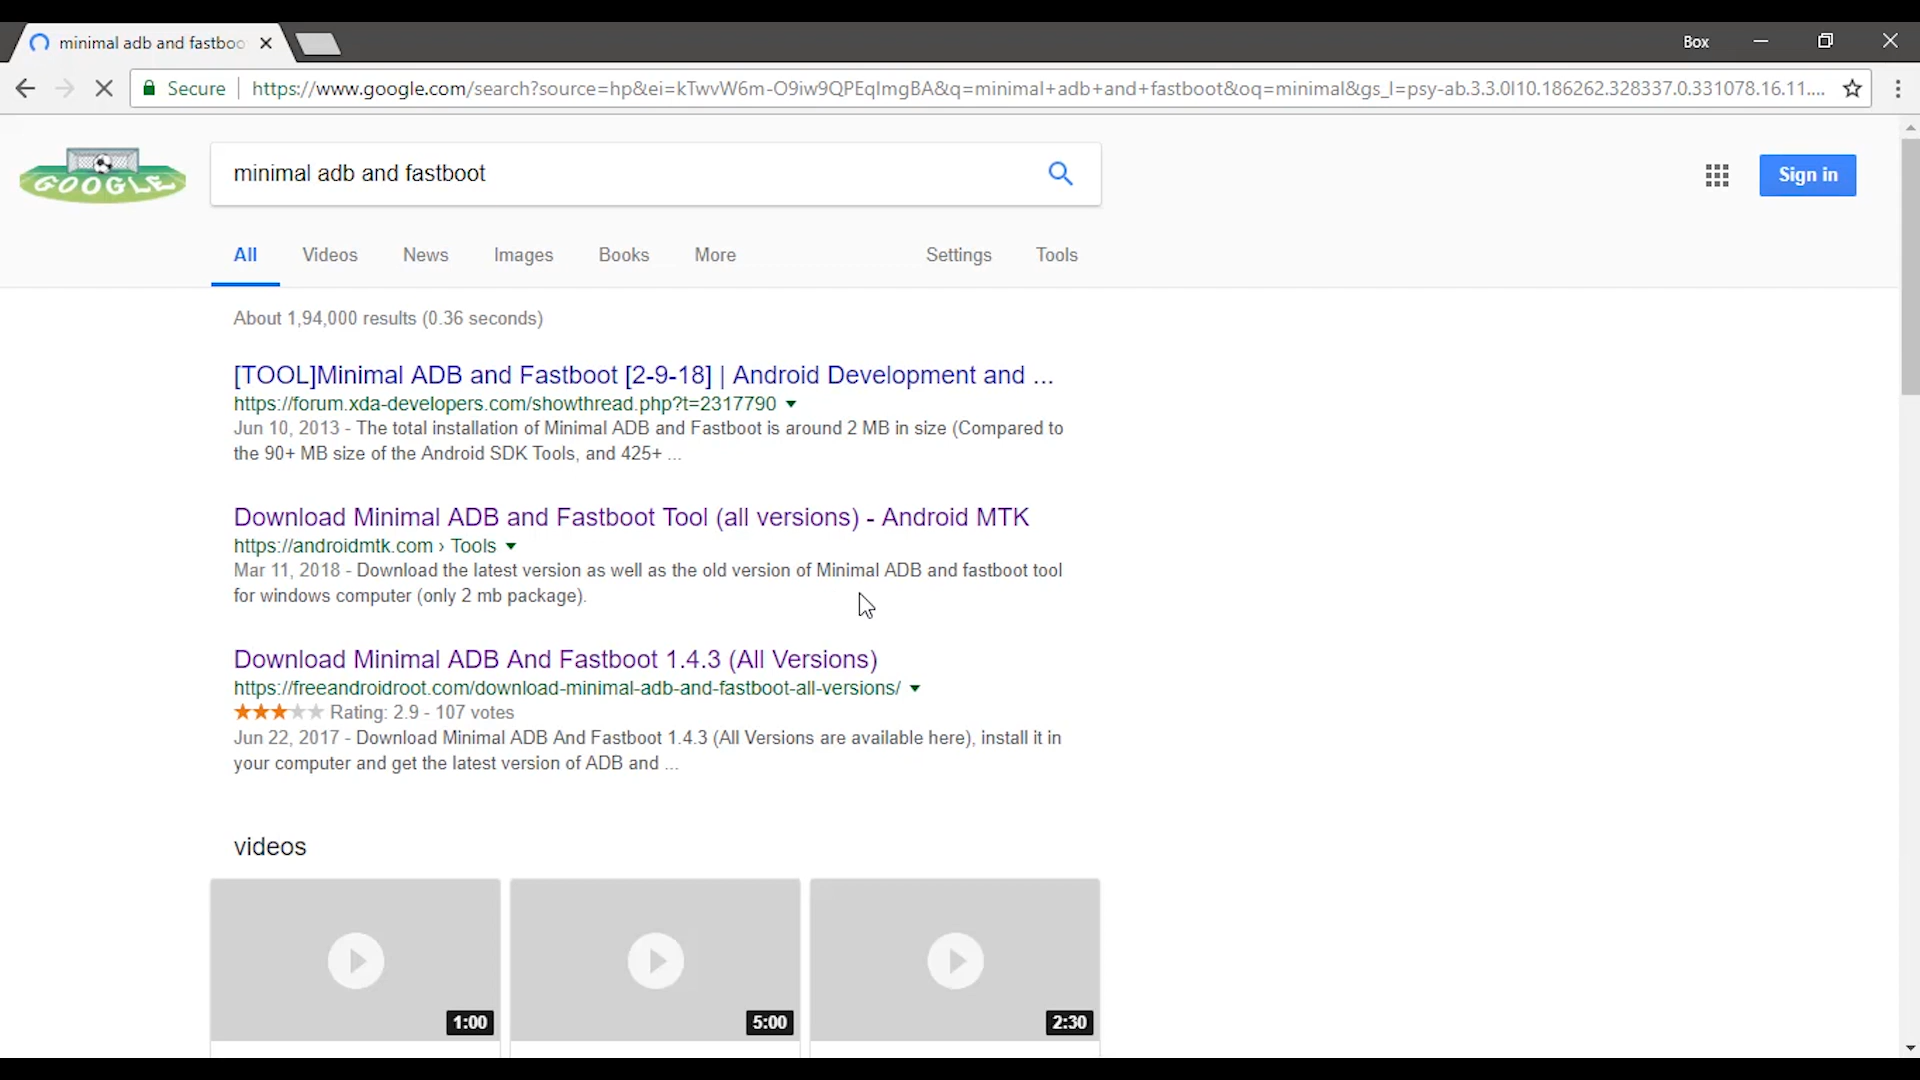 minimal adb and fastboo
Box
Secure
https://www.google.com/search?source=hp&ei=kTwvW6m-O9iw9QPEqImgBA&q=minimal+adb+and+fastboot&oq=minimal&gs_l=psy-ab.3.3.0l10.186262.328337.0.331078.16.11....
GOOGLE
minimal adb and fastboot
Sign in
All Videos News Images Books More Settings Tools
About 1,94,000 results (0.36 seconds)
[TOOL]Minimal ADB and Fastboot [2-9-18] | Android Development and ...
https://forum.xda-developers.com/showthread.php?t=2317790
Jun 10, 2013 - The total installation of Minimal ADB and Fastboot is around 2 MB in size (Compared to
the 90+ MB size of the Android SDK Tools, and 425+ ...
Download Minimal ADB and Fastboot Tool (all versions) - Android MTK
https://androidmtk.com › Tools
Mar 11, 2018 - Download the latest version as well as the old version of Minimal ADB and fastboot tool
for windows computer (only 2 mb package).
Download Minimal ADB And Fastboot 1.4.3 (All Versions)
https://freeandroidroot.com/download-minimal-adb-and-fastboot-all-versions/
Rating: 2.9 - 107 votes
Jun 22, 2017 - Download Minimal ADB And Fastboot 1.4.3 (All Versions are available here), install it in
your computer and get the latest version of ADB and ...
videos
1:00
5:00
2:30